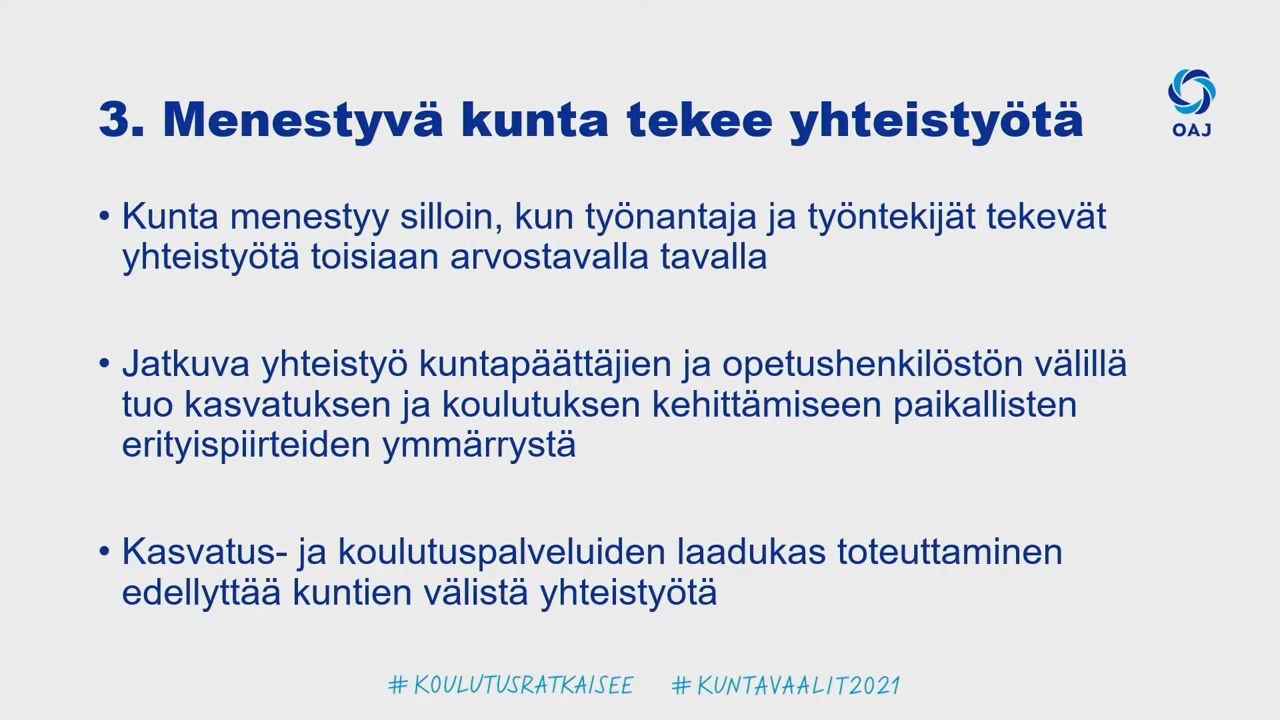 3. Menestyvä kunta tekee yhteistyötä
OAJ
• Kunta menestyy silloin, kun työnantaja ja työntekijät tekevät
yhteistyötä toisiaan arvostavalla tavalla
• Jatkuva yhteistyö kuntapäättäjien ja opetushenkilöstön välillä
tuo kasvatuksen ja koulutuksen kehittämiseen paikallisten
erityispiirteiden ymmärrystä
• Kasvatus- ja koulutuspalveluiden laadukas toteuttaminen
edellyttää kuntien välistä yhteistyötä
#KOULUTUSRATKAISEE #KUNTAVAALIT2021